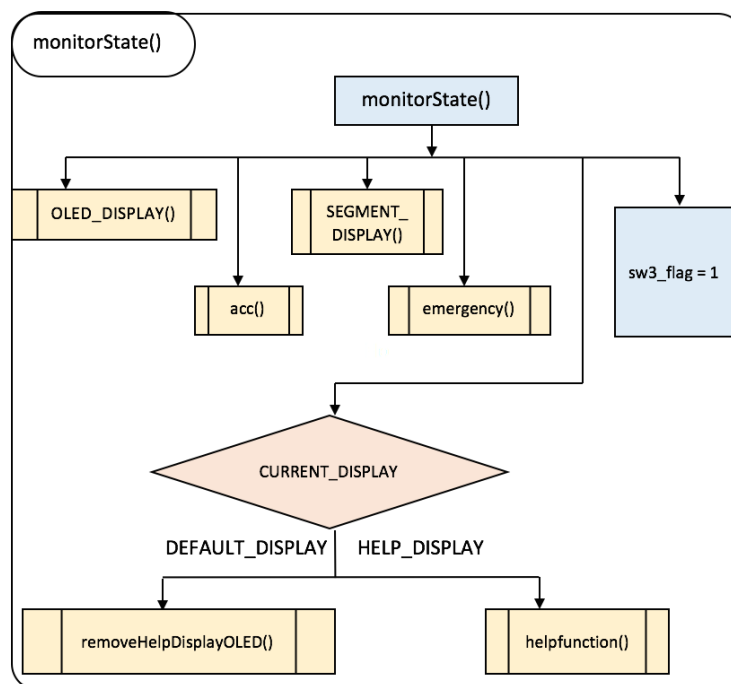 monitorState()
monitorState()
OLED_DISPLAY()
SEGMENT_
DISPLAY()
sw3_flag = 1
acc()
emergency()
CURRENT_DISPLAY
DEFAULT_DISPLAY
HELP_DISPLAY
removeHelpDisplayOLED()
helpfunction()